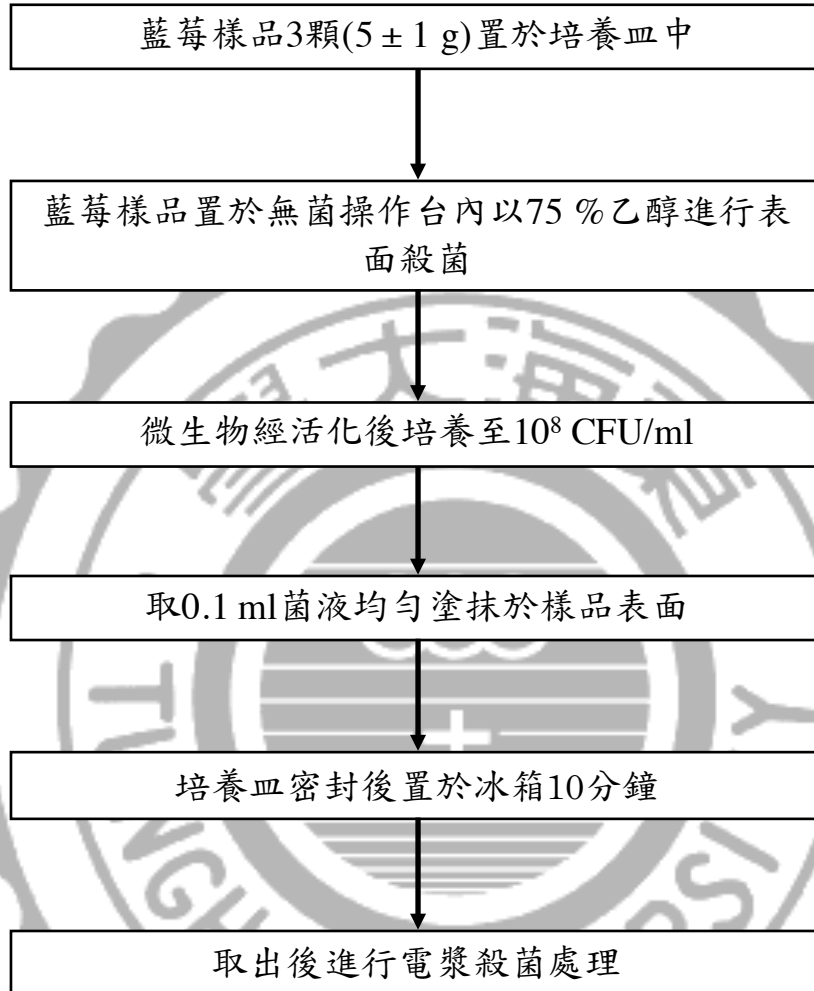 藍莓樣品3顆(5 ± 1 g)置於培養皿中
藍莓樣品置於無菌操作台內以75 %乙醇進行表
面殺菌
微生物經活化後培養至10⁸ CFU/ml
取0.1 ml菌液均勻塗抹於樣品表面
培養皿密封後置於冰箱10分鐘
取出後進行電漿殺菌處理